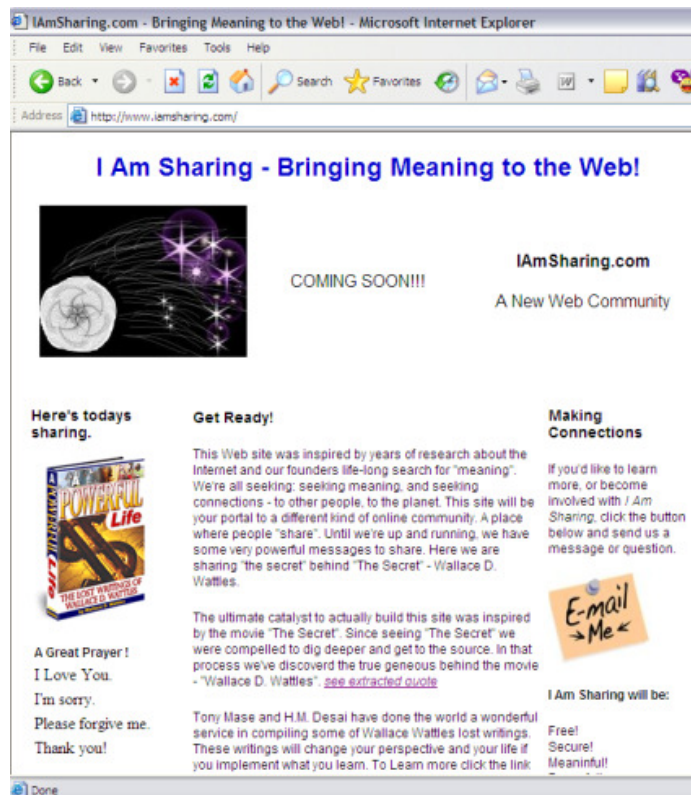 IAmSharing.com - Bringing Meaning to the Web! - Microsoft Internet Explorer
File Edit View Favorites Tools Help
Back Search Favorites
Address http://www.iamsharing.com/
I Am Sharing - Bringing Meaning to the Web!
COMING SOON!!!
IAmSharing.com
A New Web Community
Here's todays
sharing.
A POWERFUL
Life
A POWERFUL
Life
THE LOST WRITINGS OF
WALLACE D. WATTLES
A Great Prayer !
I Love You.
I'm sorry.
Please forgive me.
Thank you!
Get Ready!
This Web site was inspired by years of research about the
Internet and our founders life-long search for "meaning".
We're all seeking: seeking meaning, and seeking
connections - to other people, to the planet. This site will be
your portal to a different kind of online community. A place
where people "share". Until we're up and running, we have
some very powerful messages to share. Here we are
sharing "the secret" behind "The Secret" - Wallace D.
Wattles.
The ultimate catalyst to actually build this site was inspired
by the movie "The Secret". Since seeing "The Secret" we
were compelled to dig deeper and get to the source. In that
process we've discoverd the true geneous behind the movie
- "Wallace D. Wattles". see extracted quote
Tony Mase and H.M. Desai have done the world a wonderful
service in compiling some of Wallace Wattles lost writings.
These writings will change your perspective and your life if
you implement what you learn. To Learn more click the link
Making
Connections
If you'd like to learn
more, or become
involved with I Am
Sharing, click the button
below and send us a
message or question.
E-mail
Me
I Am Sharing will be:
Free!
Secure!
Meaninful!
Done